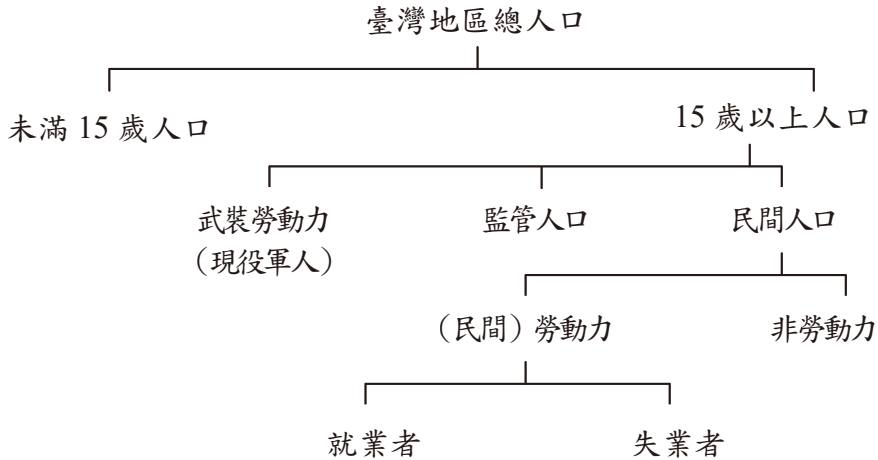 臺灣地區總人口
未滿 15 歲人口
15 歲以上人口
武裝勞動力
（現役軍人）
監管人口
民間人口
（民間）勞動力
非勞動力
就業者
失業者